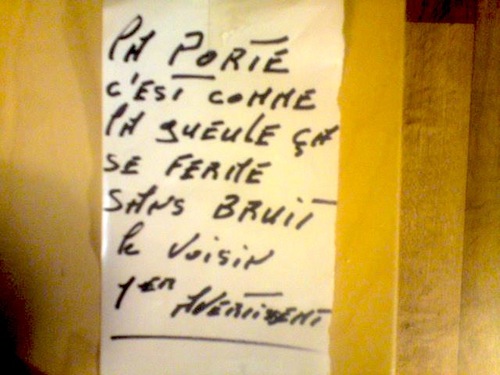 LA PORTE
C'EST COMME
LA GUEULE ÇA
SE FERME
SANS BRUIT
le Voisin
1ER AVERTISSEMENT